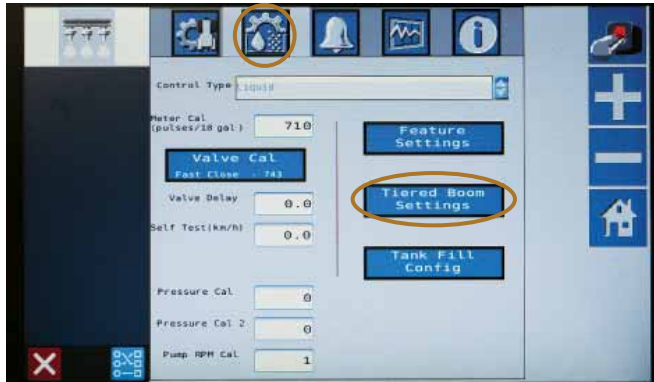 Control Type Liquid
Meter Cal
(pulses/10 gal)
710
Feature
Settings
Valve Cal
Fast Close - 743
Valve Delay
0.0
Tiered Boom
Settings
Self Test(km/h)
0.0
Tank Fill
Config
Pressure Cal
0
Pressure Cal 2
0
Pump RPM Cal
1